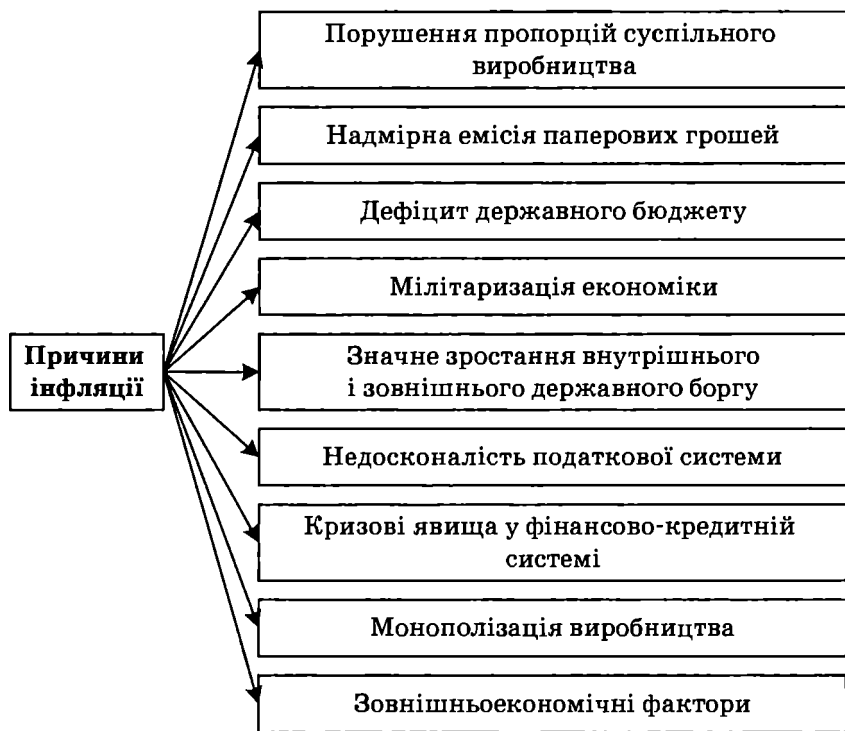 Порушення пропорцій суспільного
виробництва
Надмірна емісія паперових грошей
Дефіцит державного бюджету
Мілітаризація економіки
Причини
інфляції
Значне зростання внутрішнього
і зовнішнього державного боргу
Недосконалість податкової системи
Кризові явища у фінансово-кредитній
системі
Монополізація виробництва
Зовнішньоекономічні фактори